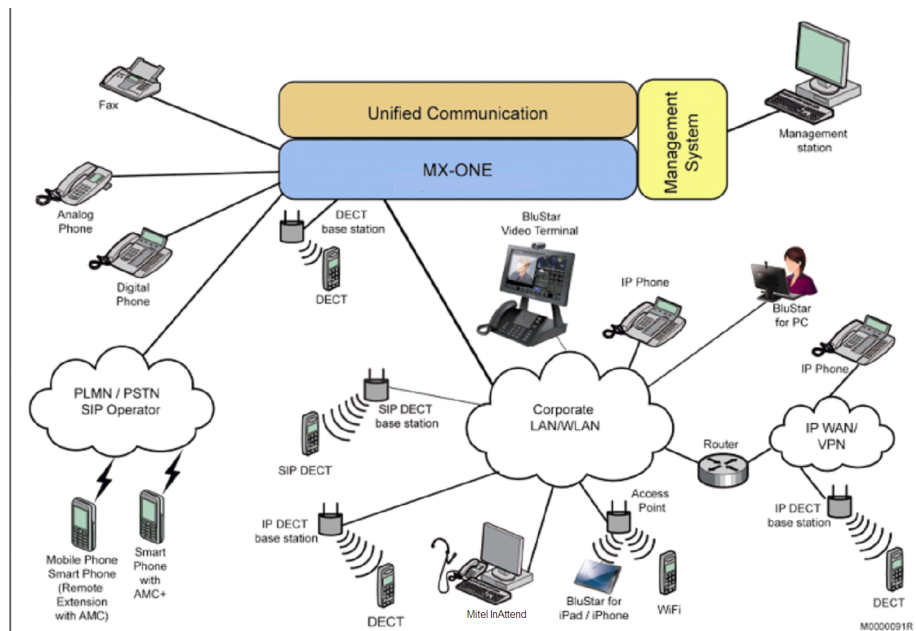 Unified Communication
MX-ONE
Management
System
Management
station
Fax
Analog
Phone
Digital
Phone
DECT
base station
DECT
BluStar
Video Terminal
IP Phone
BluStar
for PC
IP Phone
PLMN / PSTN
SIP Operator
SIP DECT
base station
SIP DECT
Corporate
LAN/WLAN
Router
IP WAN/
VPN
Mobile Phone
Smart Phone
(Remote
Extension
with AMC)
Smart
Phone
with
AMC+
IP DECT
base station
DECT
Mitel InAttend
Access
Point
BluStar for
iPad / iPhone
WiFi
IP DECT
base station
DECT
M0000091R